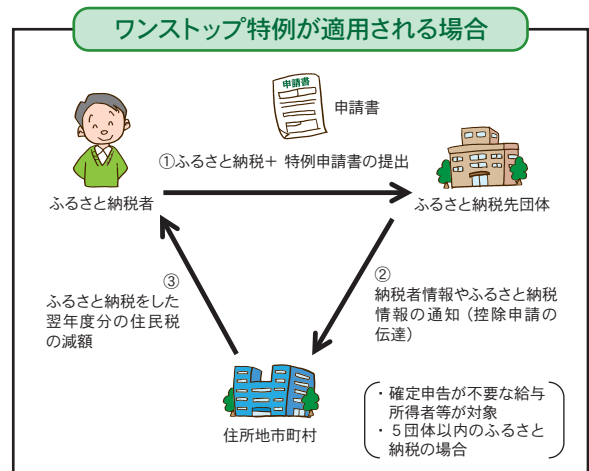 ワンストップ特例が適用される場合
申請書
申請書
①ふるさと納税＋ 特例申請書の提出
ふるさと納税者
ふるさと納税先団体
③
ふるさと納税をした
翌年度分の住民税
の減額
②
納税者情報やふるさと納税
情報の通知（控除申請の
伝達）
住所地市町村
・確定申告が不要な給与
所得者等が対象
・５団体以内のふるさと
納税の場合